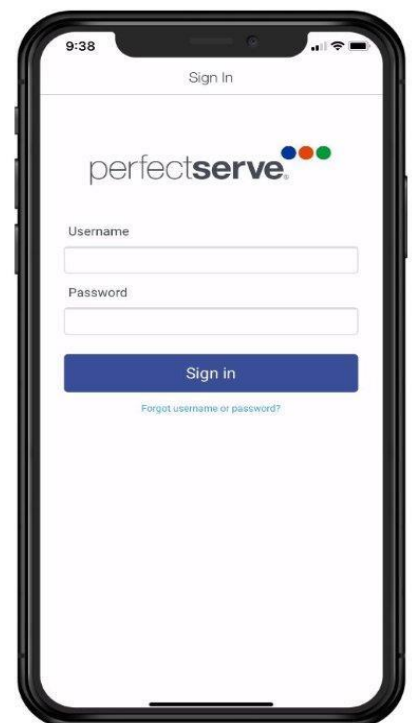 9:38
Sign In
perfectserve®
Username
Password
Sign in
Forgot username or password?